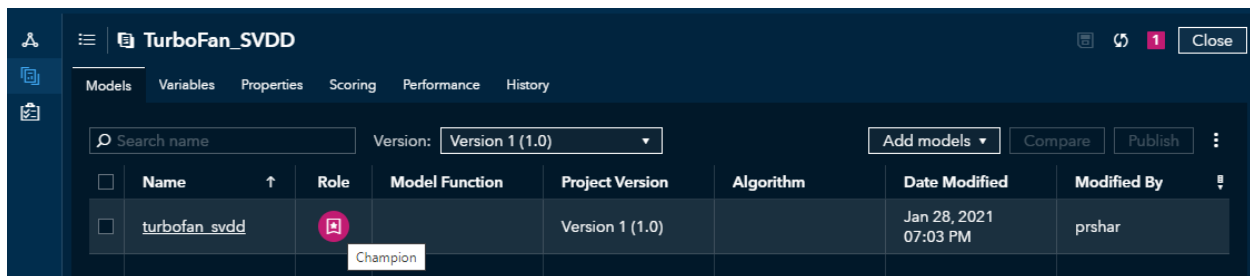 TurboFan_SVDD
1
Close
Models Variables Properties Scoring Performance History
Search name
Version: Version 1 (1.0)
Add models
Compare
Publish
Name Role Model Function Project Version Algorithm Date Modified Modified By
turbofan_svdd Version 1 (1.0) Jan 28, 2021 prshar
07:03 PM
Champion